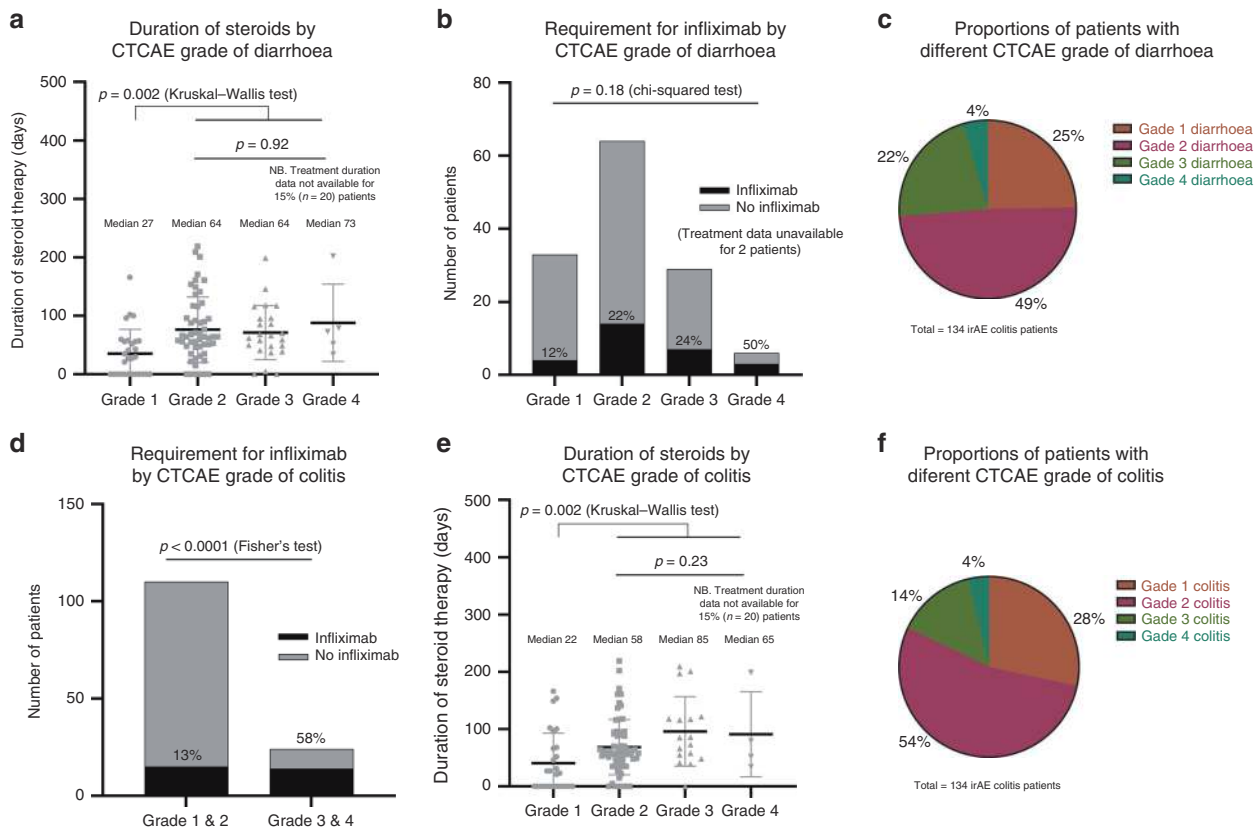 a
Duration of steroids by
CTCAE grade of diarrhoea
Duration of steroid therapy (days)
500
400
300
200
100
0
p = 0.002 (Kruskal–Wallis test)
p = 0.92
NB. Treatment duration
data not available for
15% (n = 20) patients
Median 27 Median 64 Median 64 Median 73
Grade 1 Grade 2 Grade 3 Grade 4
b
Requirement for infliximab by
CTCAE grade of diarrhoea
Number of patients
80
60
40
20
0
p = 0.18 (chi-squared test)
Infliximab
No infliximab
(Treatment data unavailable
for 2 patients)
12% 22% 24% 50%
Grade 1 Grade 2 Grade 3 Grade 4
c
Proportions of patients with
different CTCAE grade of diarrhoea
4%
25%
22%
49%
Gade 1 diarrhoea
Gade 2 diarrhoea
Gade 3 diarrhoea
Gade 4 diarrhoea
Total = 134 irAE colitis patients
d
Requirement for infliximab
by CTCAE grade of colitis
Number of patients
150
100
50
0
p < 0.0001 (Fisher's test)
Infliximab
No infliximab
13% 58%
Grade 1 & 2 Grade 3 & 4
e
Duration of steroids by
CTCAE grade of colitis
Duration of steroid therapy (days)
500
400
300
200
100
0
p = 0.002 (Kruskal–Wallis test)
p = 0.23
NB. Treatment duration
data not available for
15% (n = 20) patients
Median 22 Median 58 Median 85 Median 65
Grade 1 Grade 2 Grade 3 Grade 4
f
Proportions of patients with
diferent CTCAE grade of colitis
4%
14%
28%
54%
Gade 1 colitis
Gade 2 colitis
Gade 3 colitis
Gade 4 colitis
Total = 134 irAE colitis patients